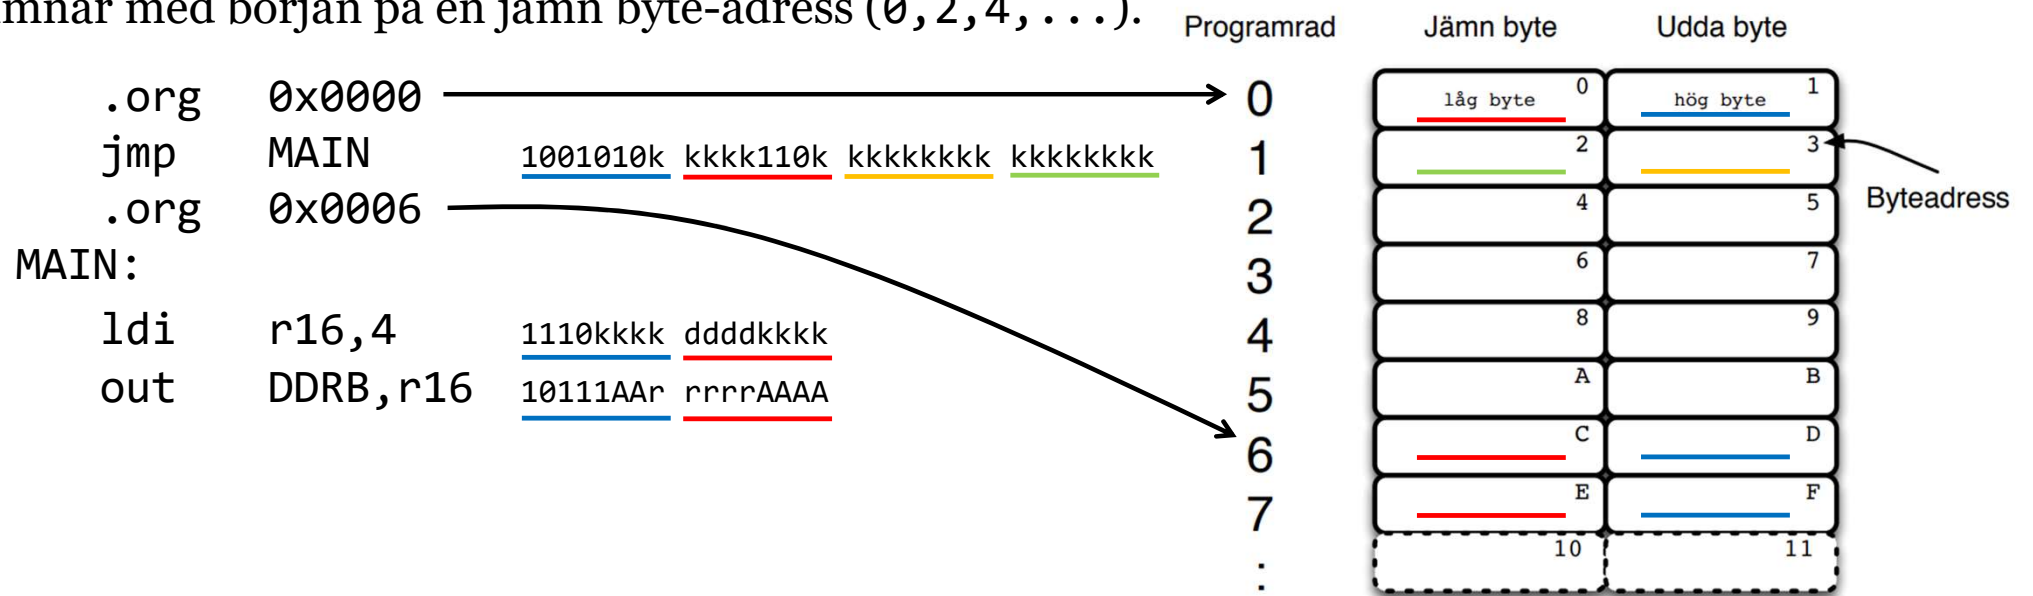 med början på en jämn byte-adress (0,2,4,...).
.org 0x0000
jmp MAIN 1001010k kkkk110k kkkkkkkk kkkkkkkk
.org 0x0006
MAIN:
ldi r16,4 1110kkkk ddddkkkk
out DDRB,r16 10111AAr rrrrAAAA
Programrad Jämn byte Udda byte
0 låg byte 0 hög byte 1
1 2 3
Byteadress
2 4 5
3 6 7
4 8 9
5 A B
6 C D
7 E F
: 10 11